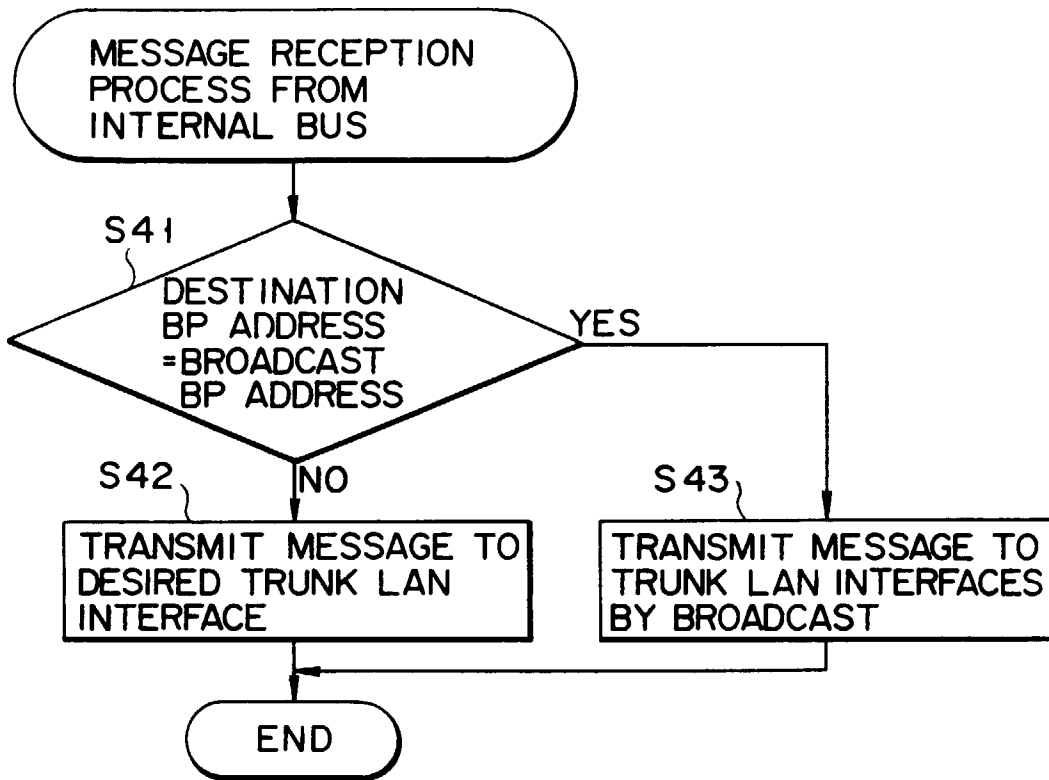 MESSAGE RECEPTION
PROCESS FROM
INTERNAL BUS
S41
DESTINATION
BP ADDRESS
=BROADCAST
BP ADDRESS
YES
NO
S42
TRANSMIT MESSAGE TO
DESIRED TRUNK LAN
INTERFACE
S43
TRANSMIT MESSAGE TO
TRUNK LAN INTERFACES
BY BROADCAST
END